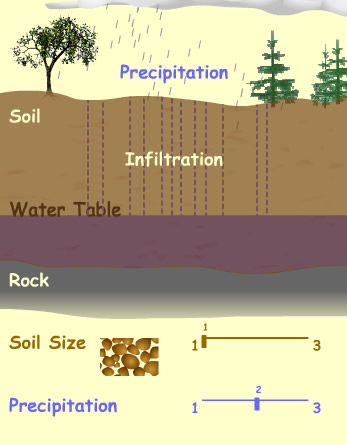 Precipitation
Soil
Infiltration
Water Table
Rock
1
Soil Size 1 3
2
Precipitation 1 3